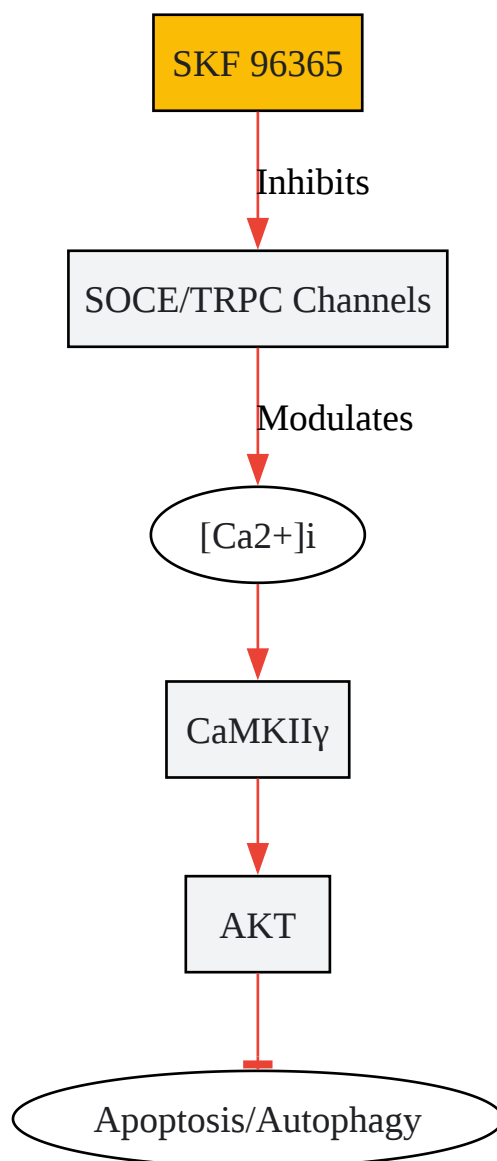 SKF 96365
Inhibits
SOCE/TRPC Channels
Modulates
[Ca2+]i
CaMKIIγ
AKT
Apoptosis/Autophagy